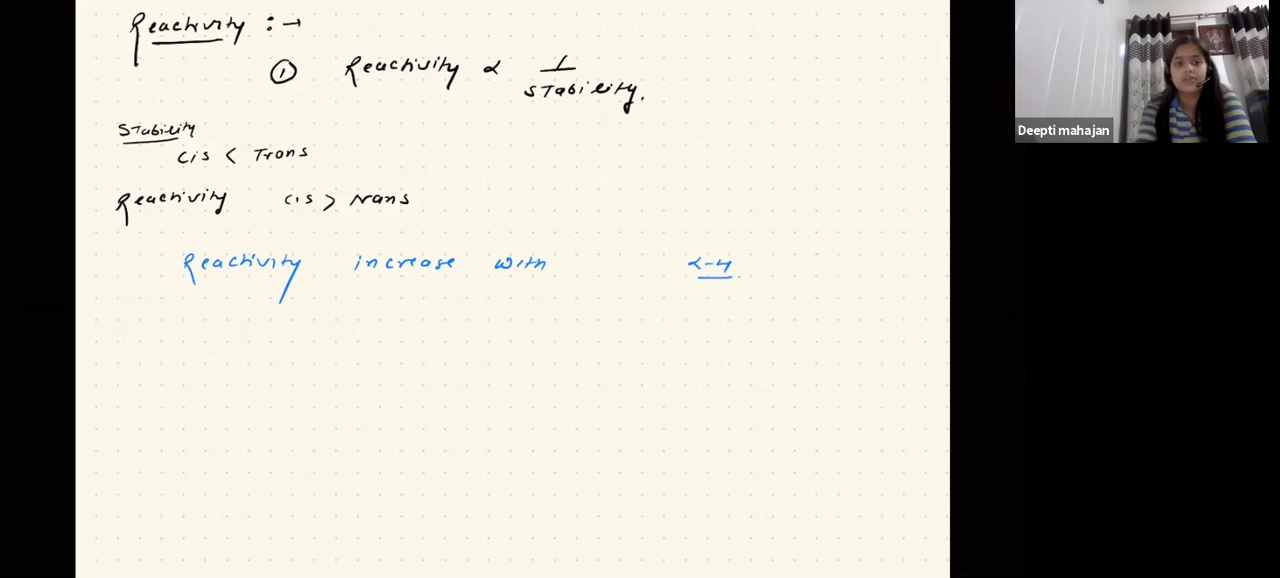 Reactivity :→
① Reactivity ∝ 1/stability.
Stability
cis < Trans
Reactivity cis > trans
Reactivity increase with α-H
Deepti mahajan